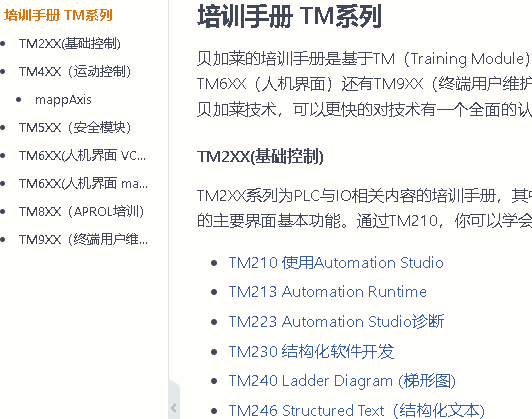 培训手册 TM系列
TM2XX(基础控制)
TM4XX（运动控制）
mappAxis
TM5XX（安全模块）
TM6XX(人机界面 VC...
TM6XX(人机界面 ma...
TM8XX（APROL培训）
TM9XX（终端用户维...
培训手册 TM系列
贝加莱的培训手册是基于TM（Training Module）
TM6XX（人机界面）还有TM9XX（终端用户维护
贝加莱技术，可以更快的对技术有一个全面的认
TM2XX(基础控制)
TM2XX系列为PLC与IO相关内容的培训手册，其中
的主要界面基本功能。通过TM210，你可以学会
TM210 使用Automation Studio
TM213 Automation Runtime
TM223 Automation Studio诊断
TM230 结构化软件开发
TM240 Ladder Diagram (梯形图)
TM246 Structured Text（结构化文本）